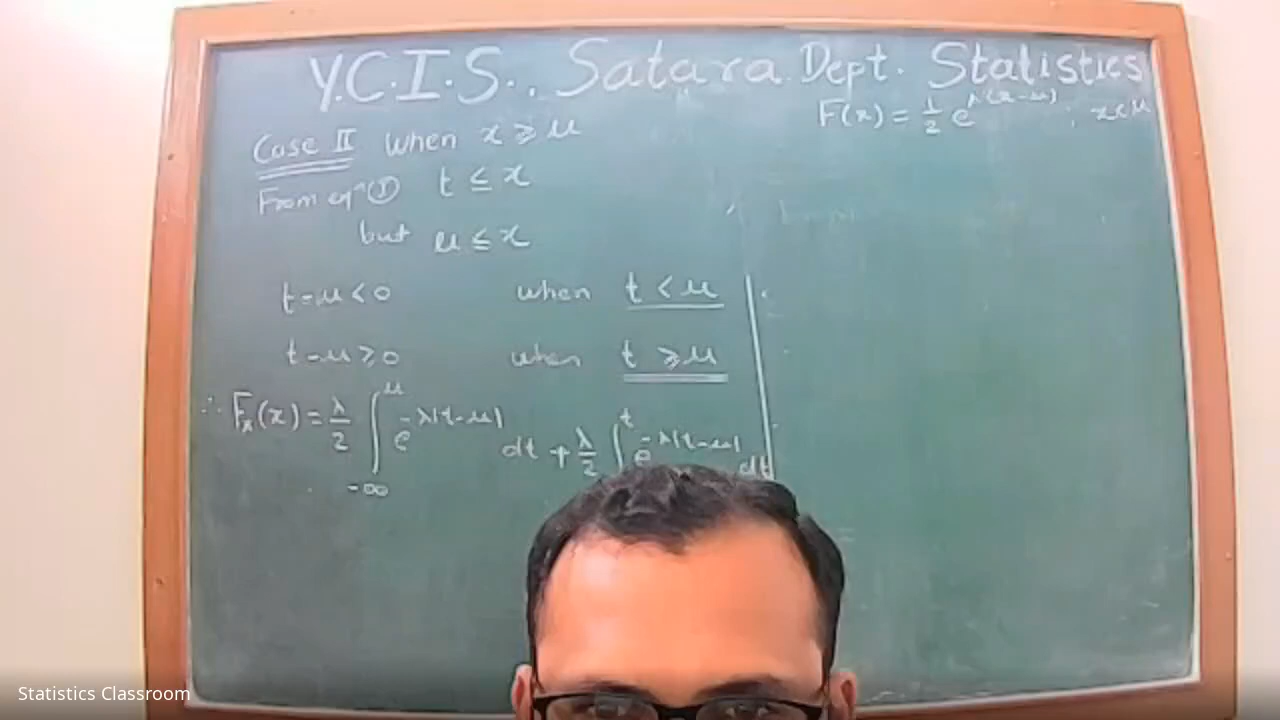 Y.C.I.S., Satara. Dept. Statistics
F(x) = 1/2 e^{λ(x-μ)} ; x<μ
Case II When x ≥ μ
From eqⁿ ① t ≤ x
but μ ≤ x
t-μ < 0 when t < μ
t-μ ≥ 0 when t ≥ μ
∴ Fₓ(x) = λ/2 ∫_{-∞}^{μ} e^{-λ|t-μ|} dt + λ/2 ∫^{t} e^{-λ|t-μ|} dt
Statistics Classroom